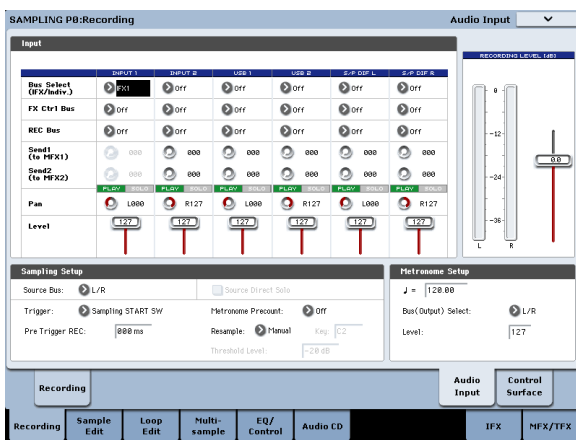 SAMPLING P0:Recording Audio Input
Input
RECORDING LEVEL [dB]
INPUT 1 INPUT 2 USB 1 USB 2 S/P DIF L S/P DIF R
Bus Select (IFX/Indiv.) IFX1 Off Off Off Off Off
FX Ctrl Bus Off Off Off Off Off Off
REC Bus Off Off Off Off Off Off
Send1 (to MFX1) 000 000 000 000 000 000
Send2 (to MFX2) 000 000 000 000 000 000
PLAY SOLO PLAY SOLO PLAY SOLO PLAY SOLO PLAY SOLO PLAY SOLO
Pan L000 R127 L000 R127 L000 R127
Level 127 127 127 127 127 127
0
-12
-24
-36
0.0
L R
Sampling Setup
Source Bus: L/R Source Direct Solo
Trigger: Sampling START SW Metronome Precount: Off
Pre Trigger REC: 000 ms Resample: Manual Key: C2
Threshold Level: -20 dB
Metronome Setup
♩ = 120.00
Bus(Output) Select: L/R
Level: 127
Recording Audio Input Control Surface
Recording Sample Edit Loop Edit Multi-sample EQ/Control Audio CD IFX MFX/TFX